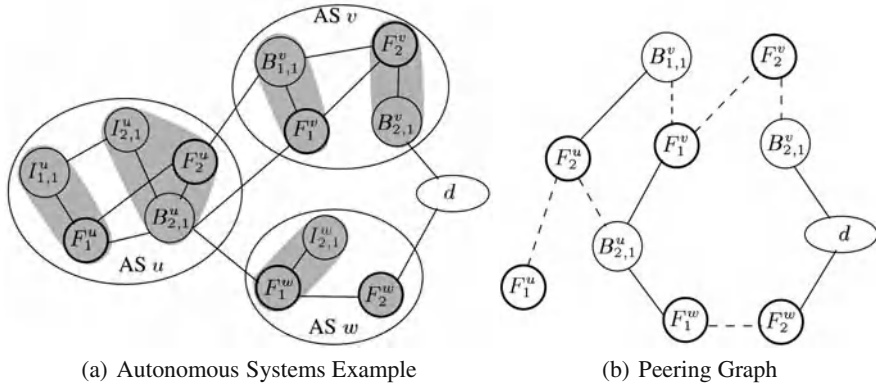 AS v
B^v_{1,1}
F^v_2
F^v_1
B^v_{2,1}
I^u_{2,1}
I^u_{1,1}
F^u_2
B^u_{2,1}
F^u_1
AS u
d
I^w_{2,1}
F^w_1
F^w_2
AS w
(a) Autonomous Systems Example
B^v_{1,1}
F^v_2
F^u_2
F^v_1
B^v_{2,1}
B^u_{2,1}
d
F^u_1
F^w_1
F^w_2
(b) Peering Graph